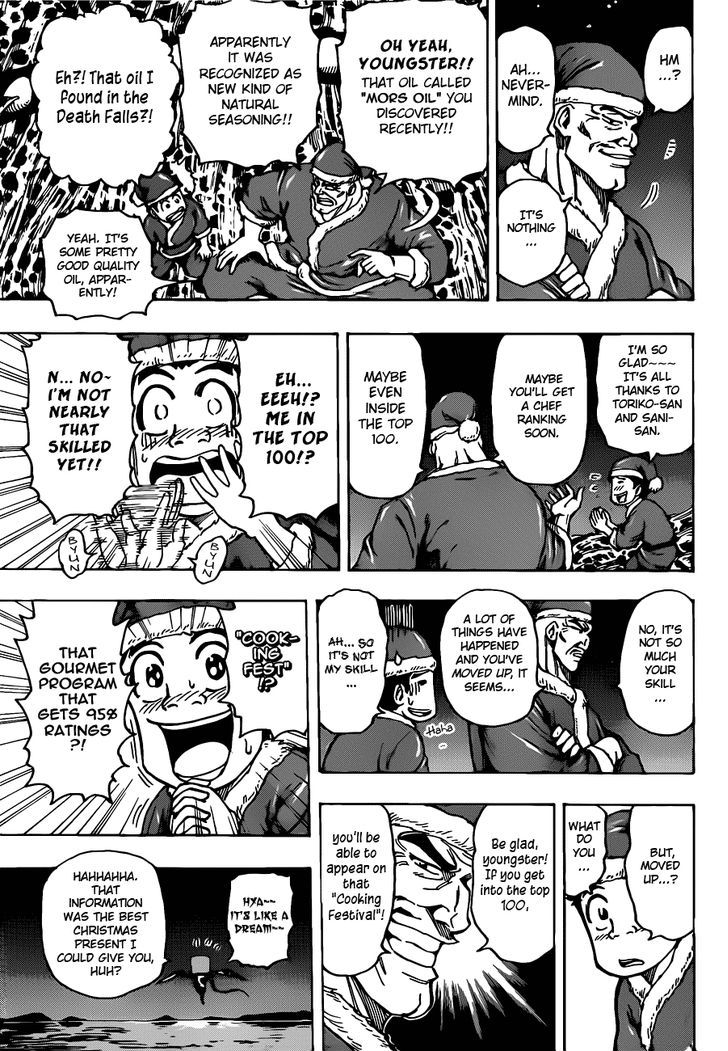 HM
...?
AH...
NEVER-
MIND.
IT'S
NOTHING
...
OH YEAH,
YOUNGSTER!!
THAT OIL CALLED
"MORS OIL" YOU
DISCOVERED
RECENTLY!!
APPARENTLY
IT WAS
RECOGNIZED AS
NEW KIND OF
NATURAL
SEASONING!!
Eh?! That oil I
found in the
Death Falls?!
YEAH. IT'S
SOME PRETTY
GOOD QUALITY
OIL, APPAR-
ENTLY!
I'M SO
GLAD~~~
IT'S ALL
THANKS TO
TORIKO-SAN
AND SANI-
SAN.
MAYBE
YOU'LL GET
A CHEF
RANKING
SOON.
MAYBE
EVEN
INSIDE
THE TOP
100.
EH...
EEEH!?
ME IN
THE TOP
100!?
N... NO~
I'M NOT
NEARLY
THAT
SKILLED
YET!!
BYUN
BYUN
NO, IT'S
NOT SO
MUCH
YOUR
SKILL
...
A LOT OF
THINGS HAVE
HAPPENED
AND YOU'VE
MOVED UP, IT
SEEMS...
AH... SO
IT'S NOT
MY SKILL
...
Haha
"COOK-
ING
FEST"
!?
THAT
GOURMET
PROGRAM
THAT
GETS 95%
RATINGS
?!
BUT,
MOVED
UP...?
WHAT
DO YOU
...
Be glad,
youngster!
If you get
into the top
100,
you'll be
able to
appear on
that
"Cooking
Festival"!
HYA~~
IT'S LIKE A
DREAM~~
HAHHAHHA.
THAT
INFORMATION
WAS THE BEST
CHRISTMAS
PRESENT I
COULD GIVE YOU,
HUH?